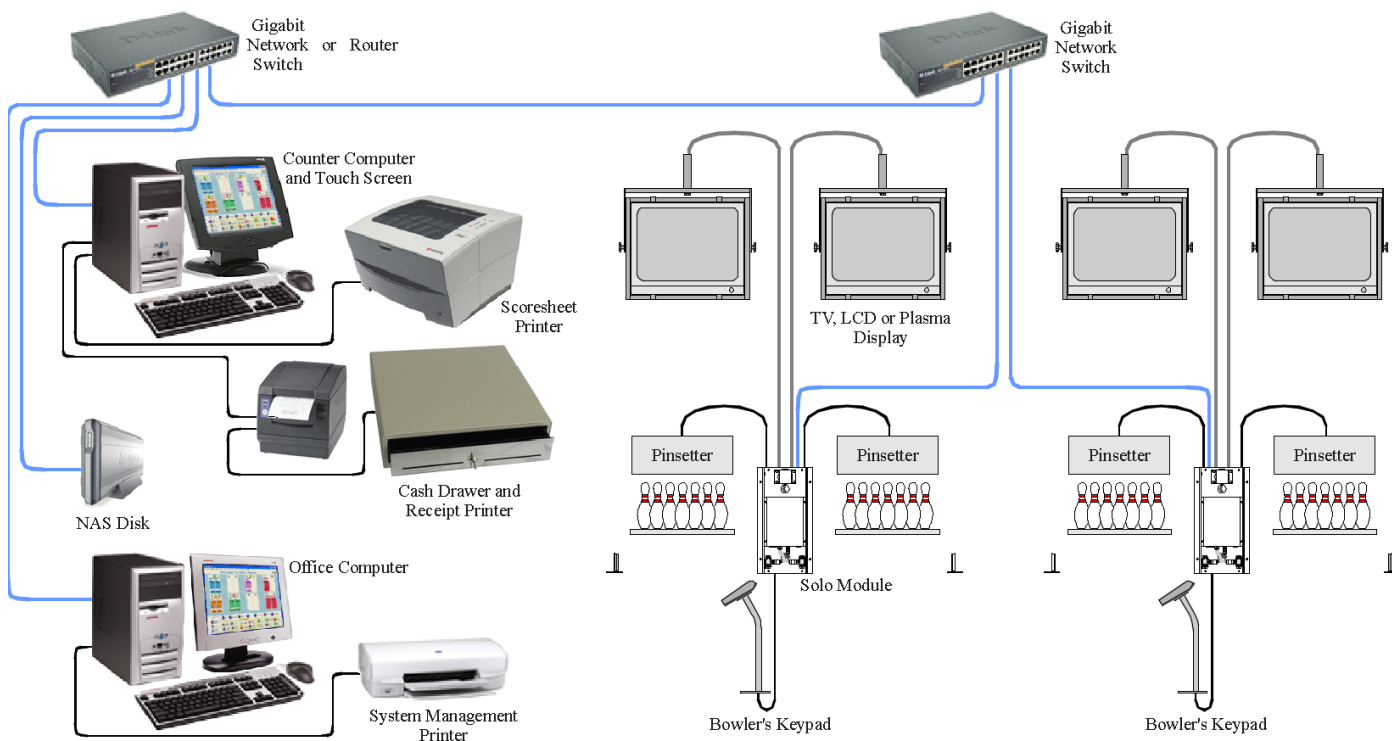 Gigabit
Network or Router
Switch
D-Link
Gigabit
Network
Switch
D-Link
Counter Computer
and Touch Screen
Scoresheet
Printer
TV, LCD or Plasma
Display
Cash Drawer and
Receipt Printer
NAS Disk
Pinsetter
Pinsetter
Pinsetter
Pinsetter
Solo Module
Office Computer
System Management
Printer
Bowler's Keypad
Bowler's Keypad